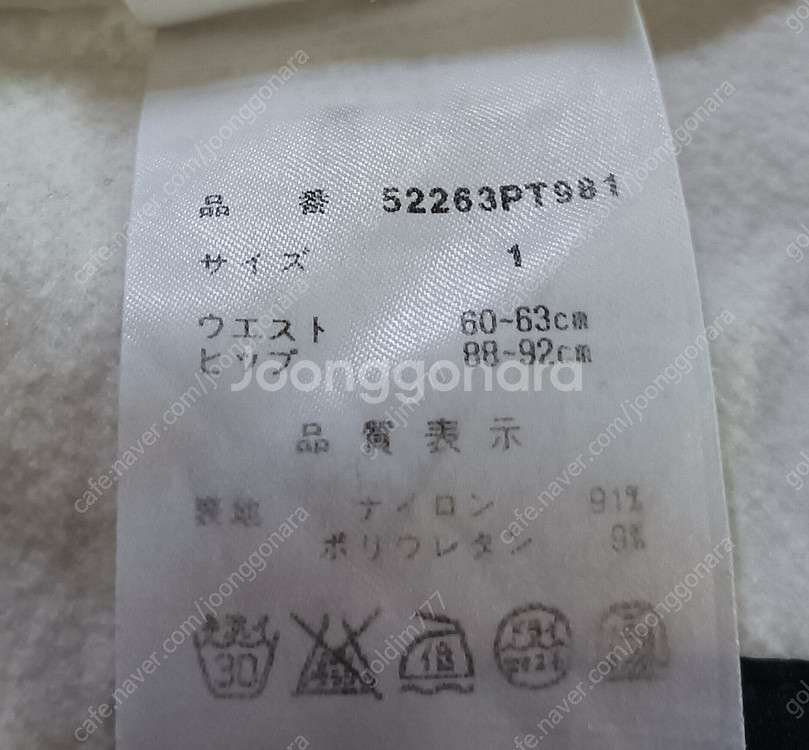 品番 52263PT981
サイズ 1
ウエスト 60~63cm
ヒップ 88~92cm
Joonggonara
品質表示
表地 ナイロン 91%
ポリウレタン 9%
30
cafe.naver.com/joonggonara
goldim777